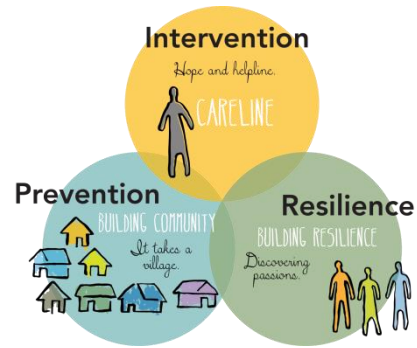 Intervention
Hope and helpline.
CARELINE
Prevention
BUILDING COMMUNITY
It takes a
village.
Resilience
BUILDING RESILIENCE
Discovering
passions.